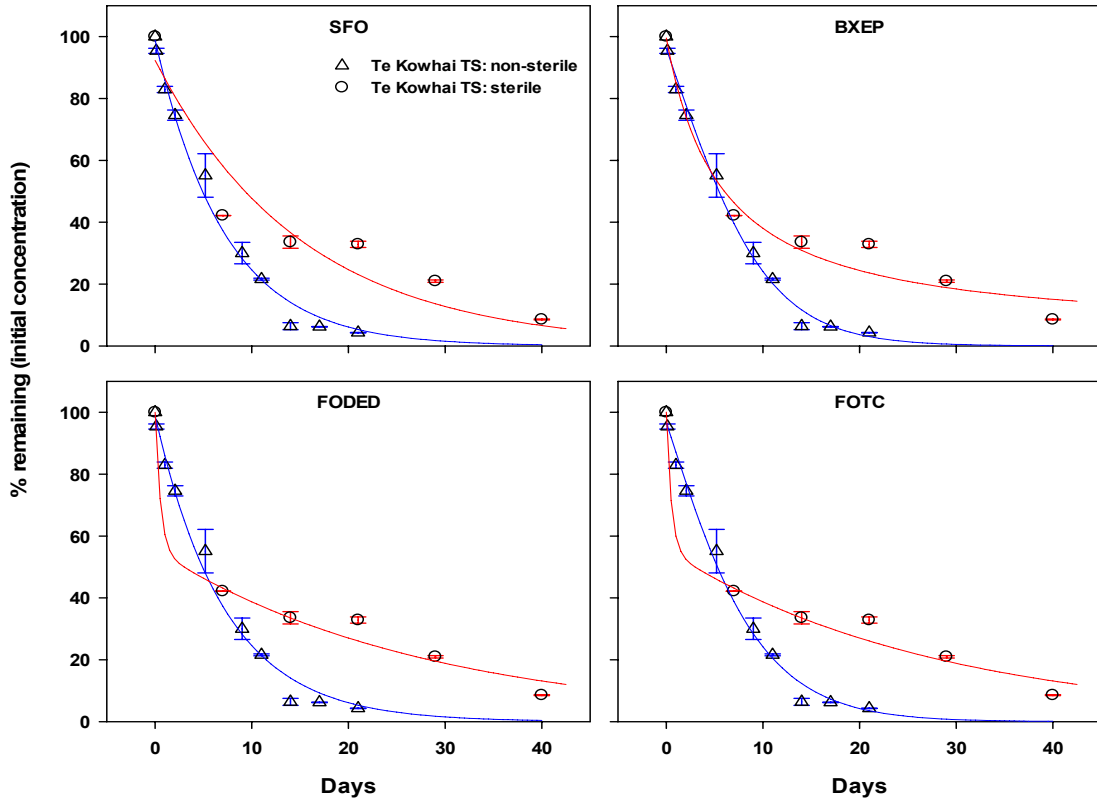 SFO
BXEP
Te Kowhai TS: non-sterile
Te Kowhai TS: sterile
100
80
60
40
20
0
FODED
FOTC
100
80
60
40
20
0
% remaining (initial concentration)
0 10 20 30 40
0 10 20 30 40
Days
Days